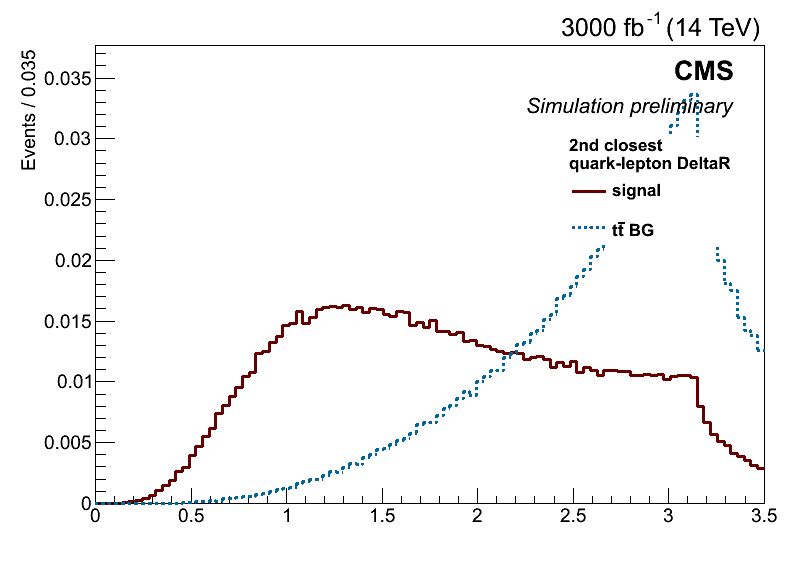 3000 fb⁻¹ (14 TeV)
CMS
Simulation preliminary
2nd closest
quark-lepton DeltaR
signal
tt̄ BG
Events / 0.035
0.035
0.03
0.025
0.02
0.015
0.01
0.005
0
0 0.5 1 1.5 2 2.5 3 3.5